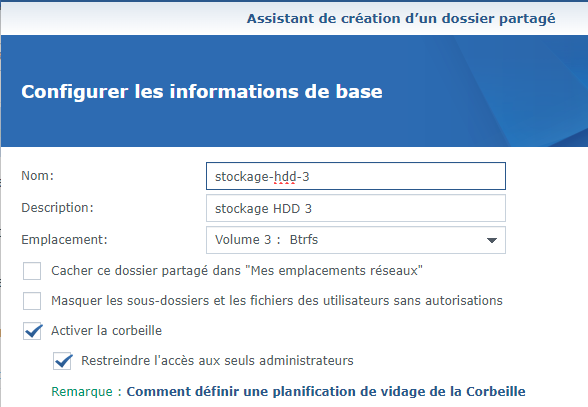 Assistant de création d'un dossier partagé
Configurer les informations de base
Nom: stockage-hdd-3
Description: stockage HDD 3
Emplacement: Volume 3 : Btrfs
Cacher ce dossier partagé dans "Mes emplacements réseaux"
Masquer les sous-dossiers et les fichiers des utilisateurs sans autorisations
Activer la corbeille
Restreindre l'accès aux seuls administrateurs
Remarque : Comment définir une planification de vidage de la Corbeille